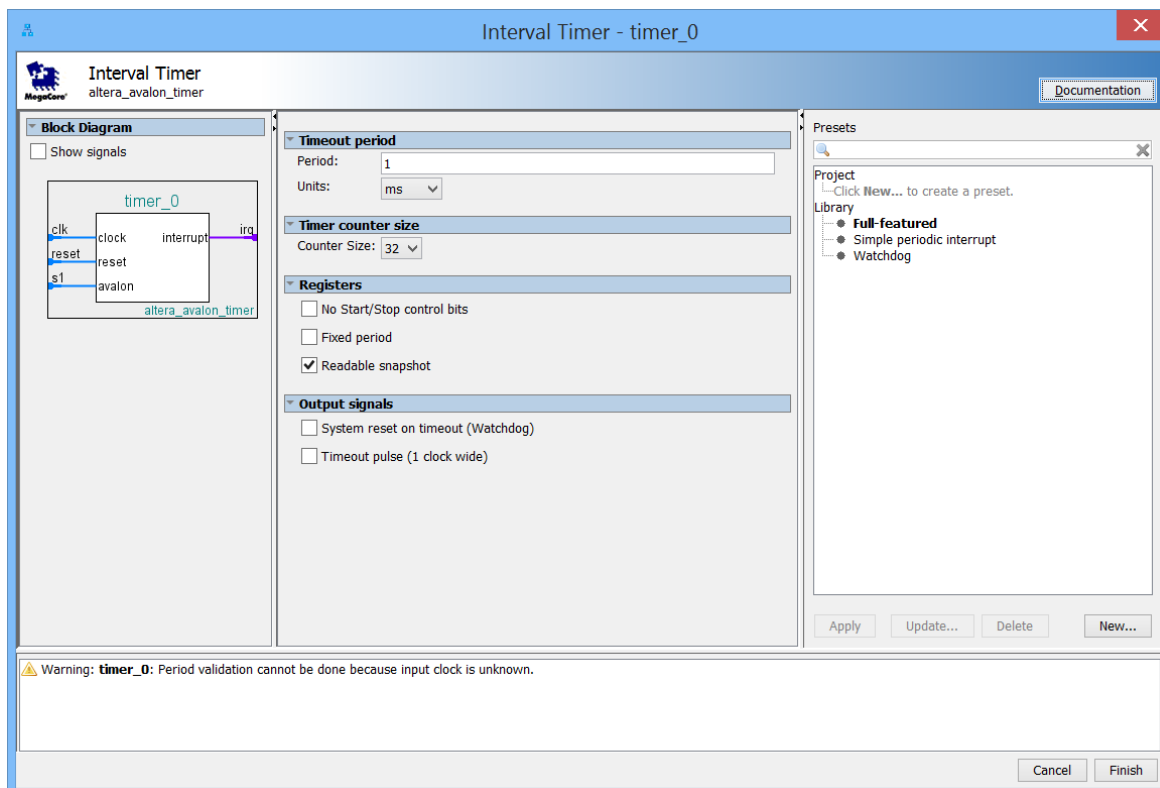 Interval Timer - timer_0
MegaCore®
Interval Timer
altera_avalon_timer
Documentation
Block Diagram
Show signals
timer_0
clk
clock
interrupt
irq
reset
reset
s1
avalon
altera_avalon_timer
Timeout period
Period: 1
Units: ms
Timer counter size
Counter Size: 32
Registers
No Start/Stop control bits
Fixed period
Readable snapshot
Output signals
System reset on timeout (Watchdog)
Timeout pulse (1 clock wide)
Presets
Project
Click New... to create a preset.
Library
Full-featured
Simple periodic interrupt
Watchdog
Apply Update... Delete New...
Warning: timer_0: Period validation cannot be done because input clock is unknown.
Cancel Finish